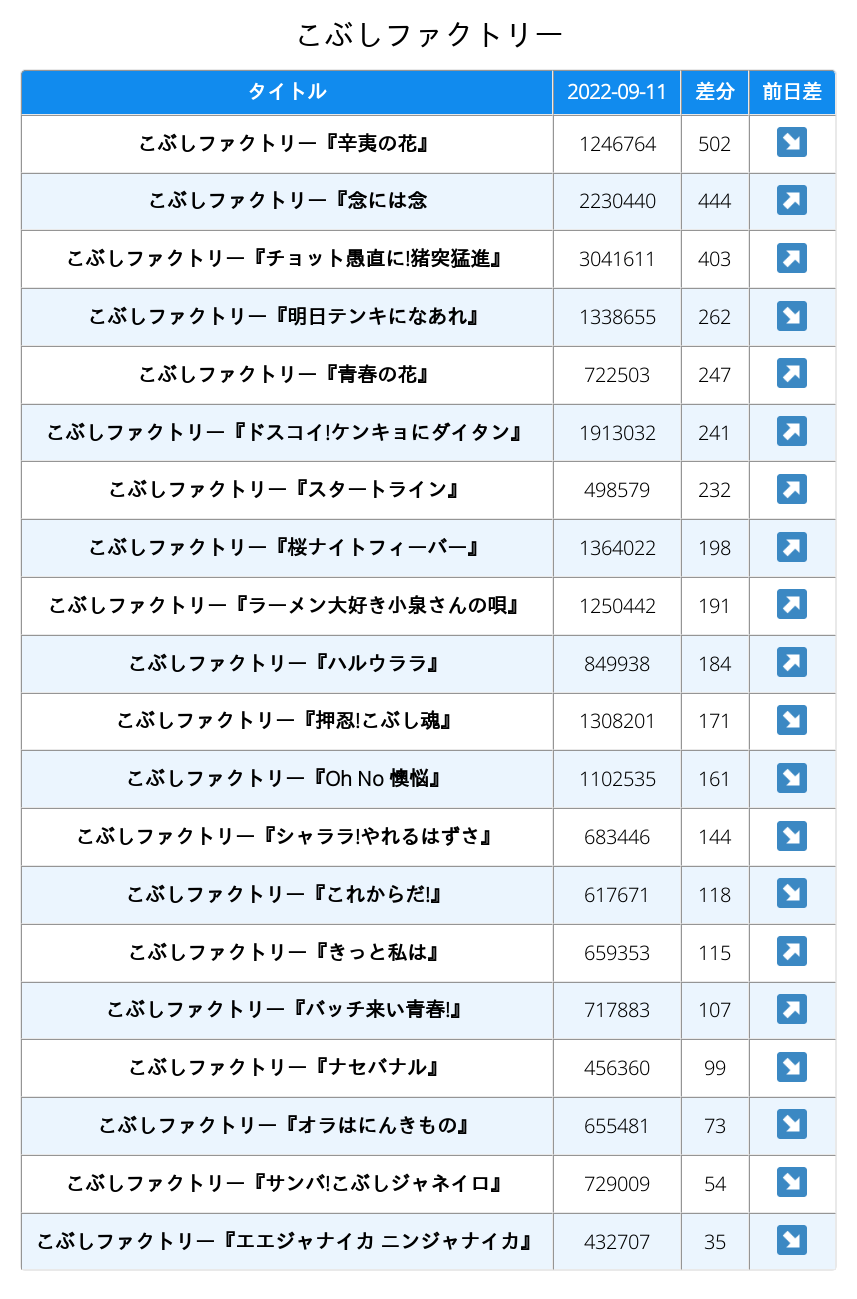 こぶしファクトリー
タイトル 2022-09-11 差分 前日差
こぶしファクトリー『辛夷の花』 1246764 502 ↘
こぶしファクトリー『念には念 2230440 444 ↗
こぶしファクトリー『チョット愚直に!猪突猛進』 3041611 403 ↗
こぶしファクトリー『明日テンキになあれ』 1338655 262 ↘
こぶしファクトリー『青春の花』 722503 247 ↗
こぶしファクトリー『ドスコイ!ケンキョにダイタン』 1913032 241 ↗
こぶしファクトリー『スタートライン』 498579 232 ↗
こぶしファクトリー『桜ナイトフィーバー』 1364022 198 ↗
こぶしファクトリー『ラーメン大好き小泉さんの唄』 1250442 191 ↗
こぶしファクトリー『ハルウララ』 849938 184 ↗
こぶしファクトリー『押忍!こぶし魂』 1308201 171 ↘
こぶしファクトリー『Oh No 懊悩』 1102535 161 ↘
こぶしファクトリー『シャララ!やれるはずさ』 683446 144 ↘
こぶしファクトリー『これからだ!』 617671 118 ↘
こぶしファクトリー『きっと私は』 659353 115 ↗
こぶしファクトリー『バッチ来い青春!』 717883 107 ↗
こぶしファクトリー『ナセバナル』 456360 99 ↘
こぶしファクトリー『オラはにんきもの』 655481 73 ↘
こぶしファクトリー『サンバ!こぶしジャネイロ』 729009 54 ↘
こぶしファクトリー『エエジャナイカ ニンジャナイカ』 432707 35 ↘